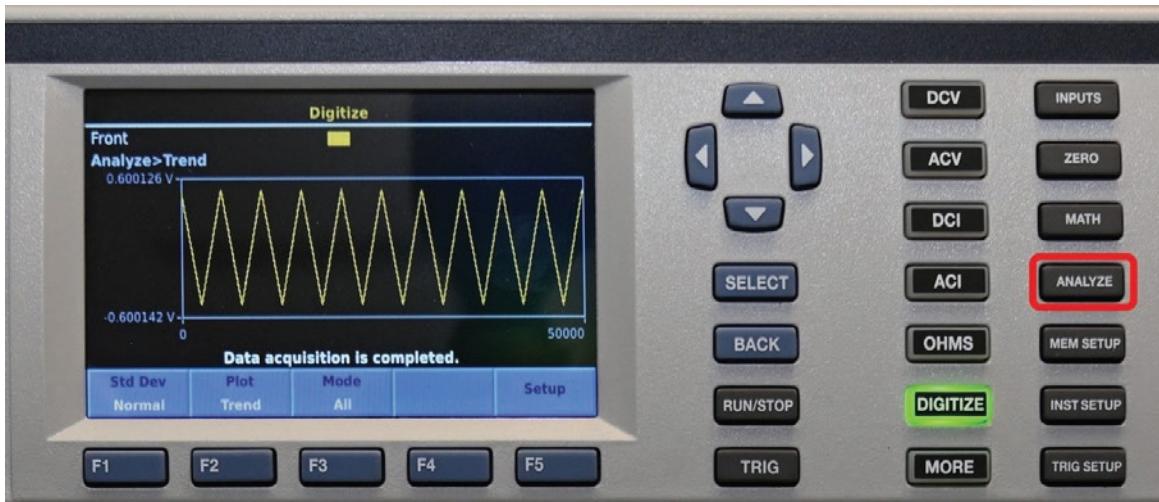 Digitize
Front
Analyze>Trend
0.600126 V
-0.600142 V
0
50000
Data acquisition is completed.
Std Dev
Normal
Plot
Trend
Mode
All
Setup
F1
F2
F3
F4
F5
SELECT
BACK
RUN/STOP
TRIG
DCV
ACV
DCI
ACI
OHMS
DIGITIZE
MORE
INPUTS
ZERO
MATH
ANALYZE
MEM SETUP
INST SETUP
TRIG SETUP